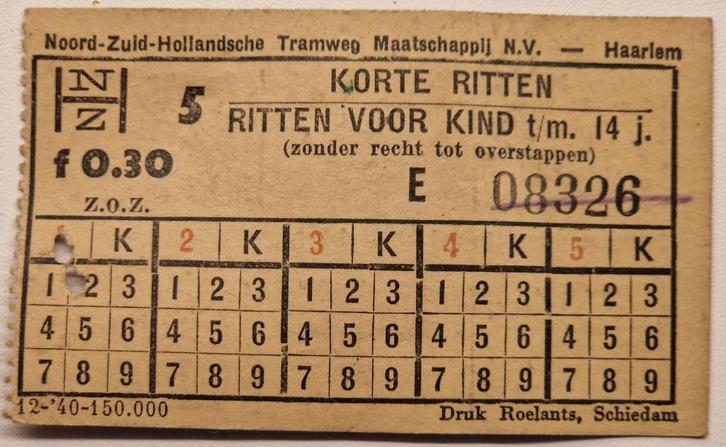 Noord-Zuid-Hollandsche Tramweg Maatschappij N.V. — Haarlem
NZH
5
KORTE RITTEN
RITTEN VOOR KIND t/m. 14 j.
(zonder recht tot overstappen)
f 0.30
E 08326
z.o.z.
1 K 2 K 3 K 4 K 5 K
1 2 3 1 2 3 1 2 3 1 2 3 1 2 3
4 5 6 4 5 6 4 5 6 4 5 6 4 5 6
7 8 9 7 8 9 7 8 9 7 8 9 7 8 9
12-'40-150.000 Druk Roelants, Schiedam